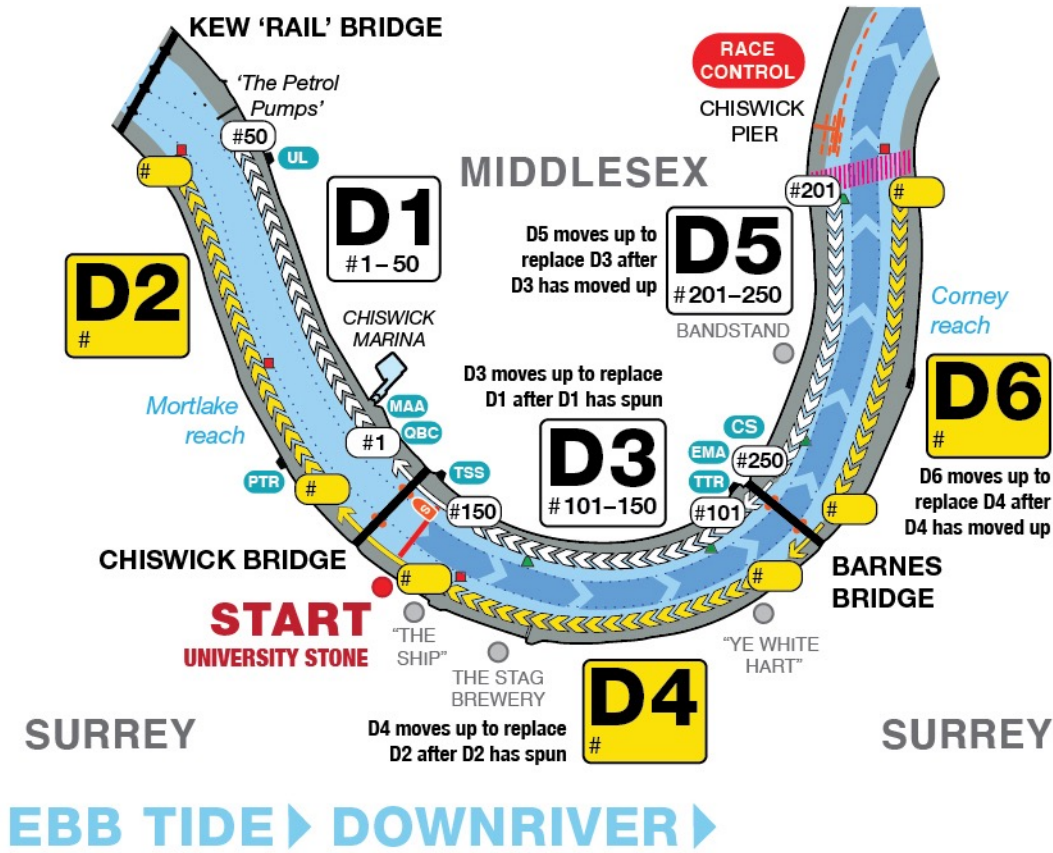 KEW 'RAIL' BRIDGE
'The Petrol
Pumps'
#50
UL
#
D1
#1–50
D2
#
MIDDLESEX
RACE
CONTROL
CHISWICK
PIER
#201
#
D5 moves up to
replace D3 after
D3 has moved up
D5
#201–250
BANDSTAND
Corney
reach
CHISWICK
MARINA
MAA
QBC
#1
Mortlake
reach
PTR
#
TSS
#150
S
D3 moves up to replace
D1 after D1 has spun
D3
#101–150
CS
EMA
#250
TTR
#101
#
D6
#
D6 moves up to
replace D4 after
D4 has moved up
CHISWICK BRIDGE
BARNES
BRIDGE
#
#
START
UNIVERSITY STONE
"THE
SHIP"
THE STAG
BREWERY
"YE WHITE
HART"
D4 moves up to replace
D2 after D2 has spun
D4
#
SURREY
SURREY
EBB TIDE DOWNRIVER